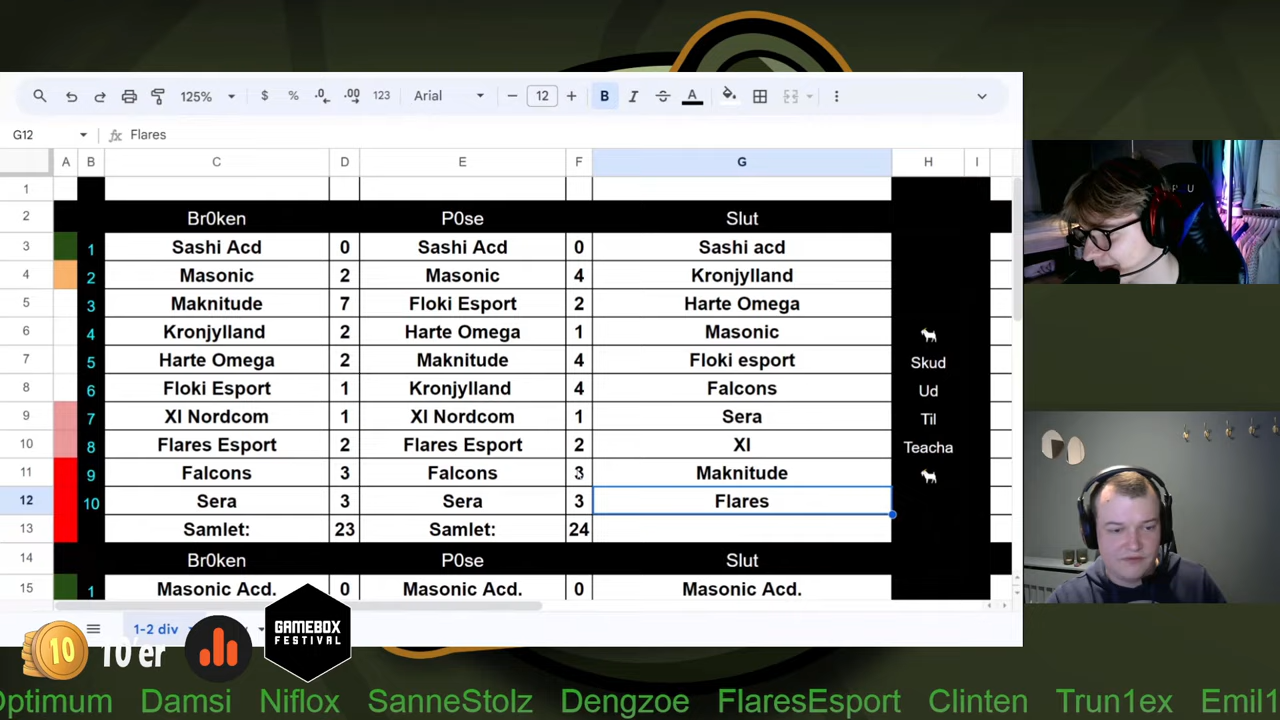 125% $ % .0 .00 123 Arial 12 B I S A
G12 fx Flares
A B C D E F G H I
1
2 Br0ken P0se Slut
3 1 Sashi Acd 0 Sashi Acd 0 Sashi acd
4 2 Masonic 2 Masonic 4 Kronjylland
5 3 Maknitude 7 Floki Esport 2 Harte Omega
6 4 Kronjylland 2 Harte Omega 1 Masonic
7 5 Harte Omega 2 Maknitude 4 Floki esport Skud
8 6 Floki Esport 1 Kronjylland 4 Falcons Ud
9 7 XI Nordcom 1 XI Nordcom 1 Sera Til
10 8 Flares Esport 2 Flares Esport 2 XI Teacha
11 9 Falcons 3 Falcons 3 Maknitude
12 10 Sera 3 Sera 3 Flares
13 Samlet: 23 Samlet: 24
14 Br0ken P0se Slut
15 1 Masonic Acd. 0 Masonic Acd. 0 Masonic Acd.
1-2 div
10 10'er
GAMEBOX
FESTIVAL
Optimum Damsi Niflox SanneStolz Dengzoe FlaresEsport Clinten Trun1ex Emil1